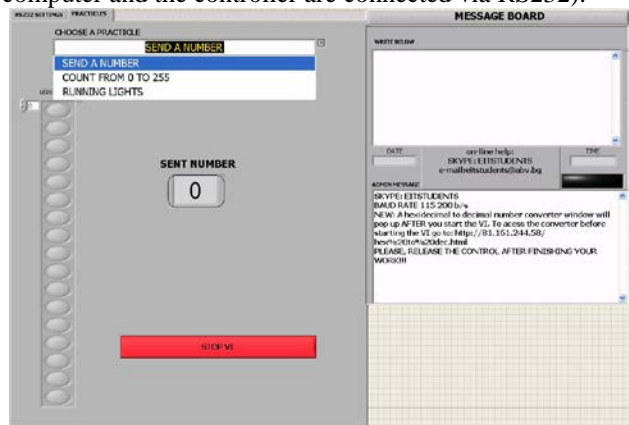 computer and the controller are connected via RS232).
RS232 SETTINGS
PRACTICLES
MESSAGE BOARD
CHOOSE A PRACTICLE
SEND A NUMBER
SEND A NUMBER
COUNT FROM 0 TO 255
RUNNING LIGHTS
0
SENT NUMBER
0
STOP VI
WRITE BELOW
DATE
on-line help:
SKYPE: EITSTUDENTS
e-mail:eitstudents@abv.bg
TIME
ADMIN MESSAGE
SKYPE: EITSTUDENTS
BAUD RATE 115 200 b/s
NEW: A hexidecimal to decimal number converter window will
pop up AFTER you start the VI. To acess the converter before
starting the VI go to: http://81.161.244.58/
hex%20to%20dec.html
PLEASE, RELEASE THE CONTROL AFTER FINISHING YOUR
WORK!!!